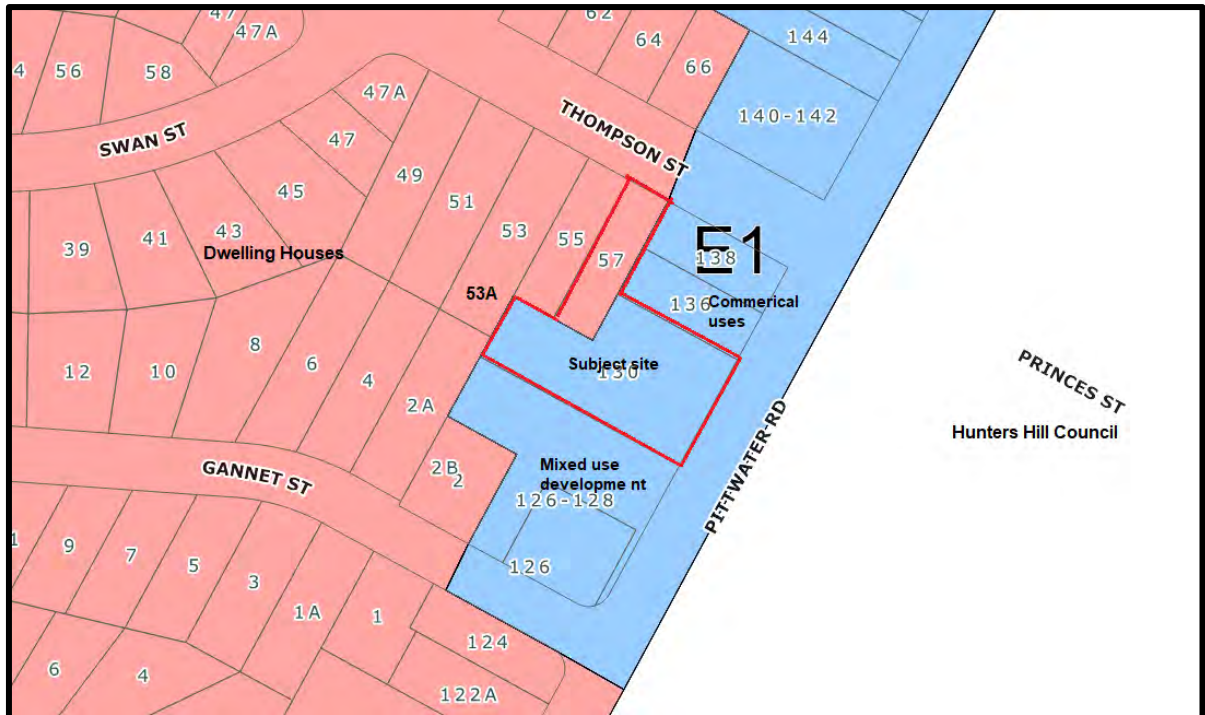 47
47A
62
64
66
144
4
56
58
47A
140-142
SWAN ST
47
THOMPSON ST
49
51
45
53
55
57
E1
138
39
41
43
Dwelling Houses
53A
136
Commerical
uses
Subject site
130
PRINCES ST
12
10
8
6
4
2A
PITTWATER RD
Hunters Hill Council
GANNET ST
2B
2
Mixed use
developme nt
126-128
1
9
7
5
3
126
1A
1
124
6
4
122A